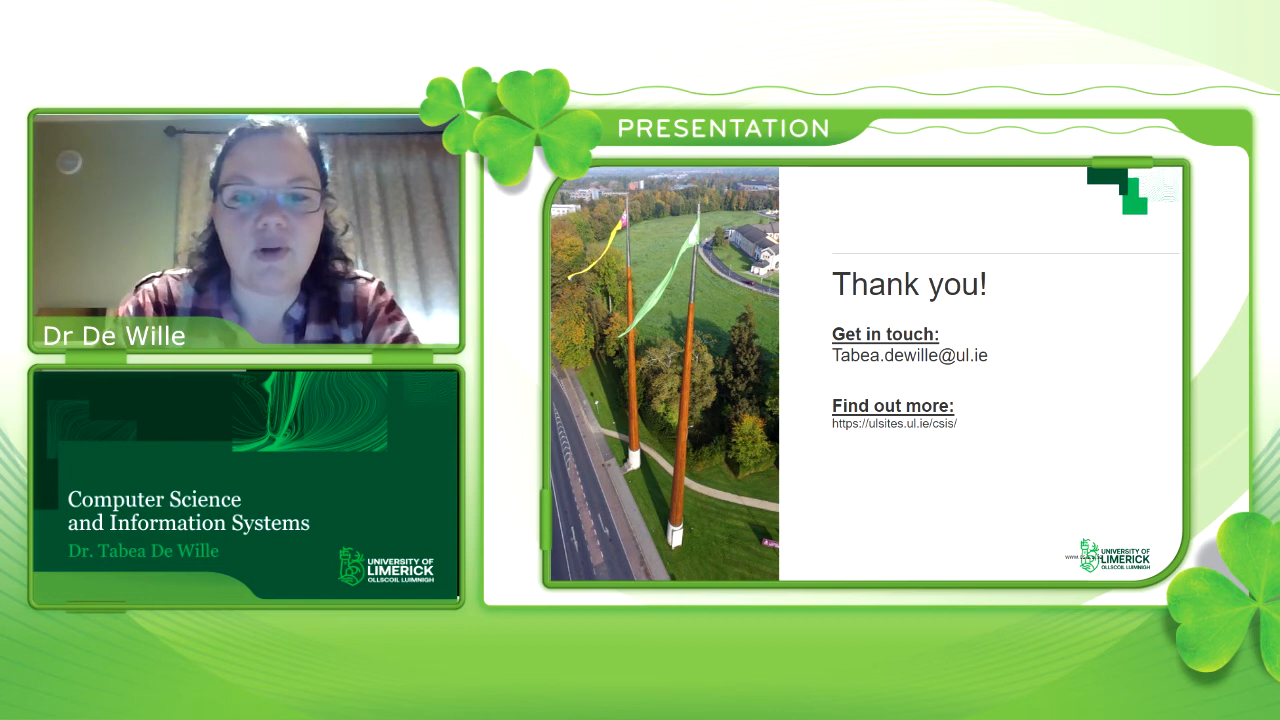 PRESENTATION
Dr De Wille
Computer Science
and Information Systems
Dr. Tabea De Wille
UNIVERSITY OF
LIMERICK
OLLSCOIL LUIMNIGH
Thank you!
Get in touch:
Tabea.dewille@ul.ie
Find out more:
https://ulsites.ul.ie/csis/
UNIVERSITY OF
LIMERICK
OLLSCOIL LUIMNIGH